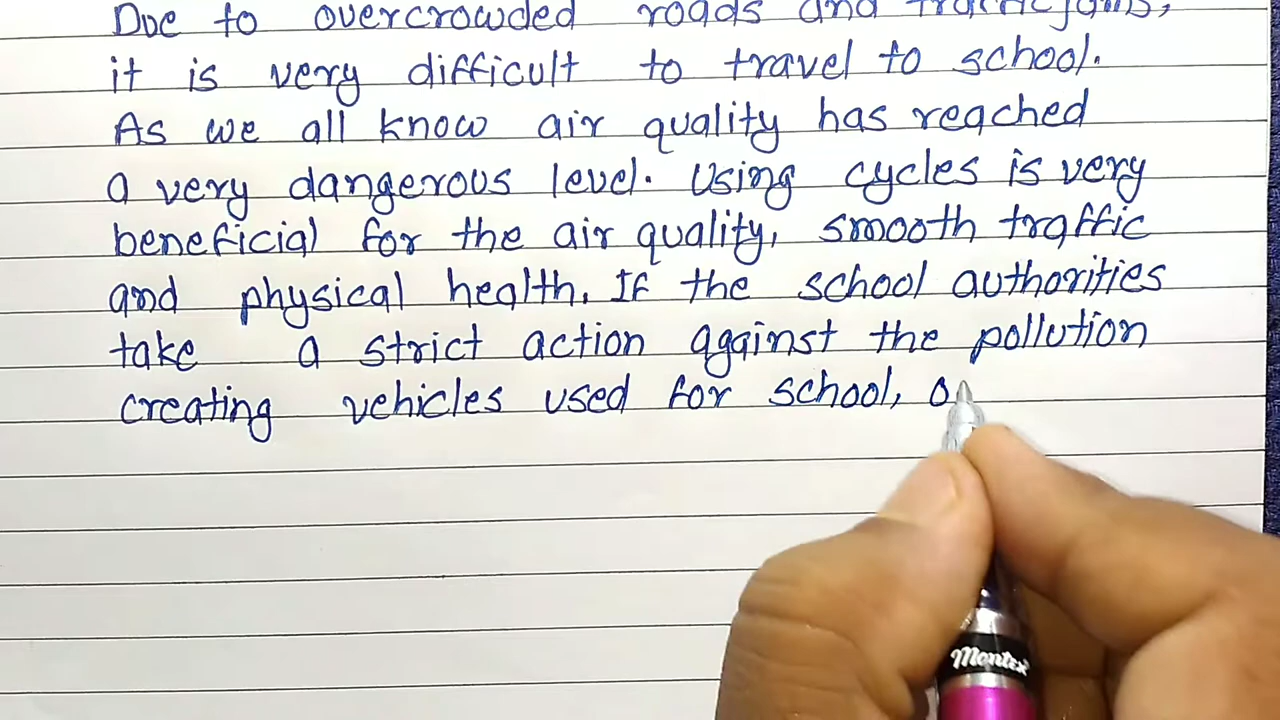 Due to overcrowded roads and traffic jams,
it is very difficult to travel to school.
As we all know air quality has reached
a very dangerous level. Using cycles is very
beneficial for the air quality, smooth traffic
and physical health. If the school authorities
take a strict action against the pollution
creating vehicles used for school, o
Montex